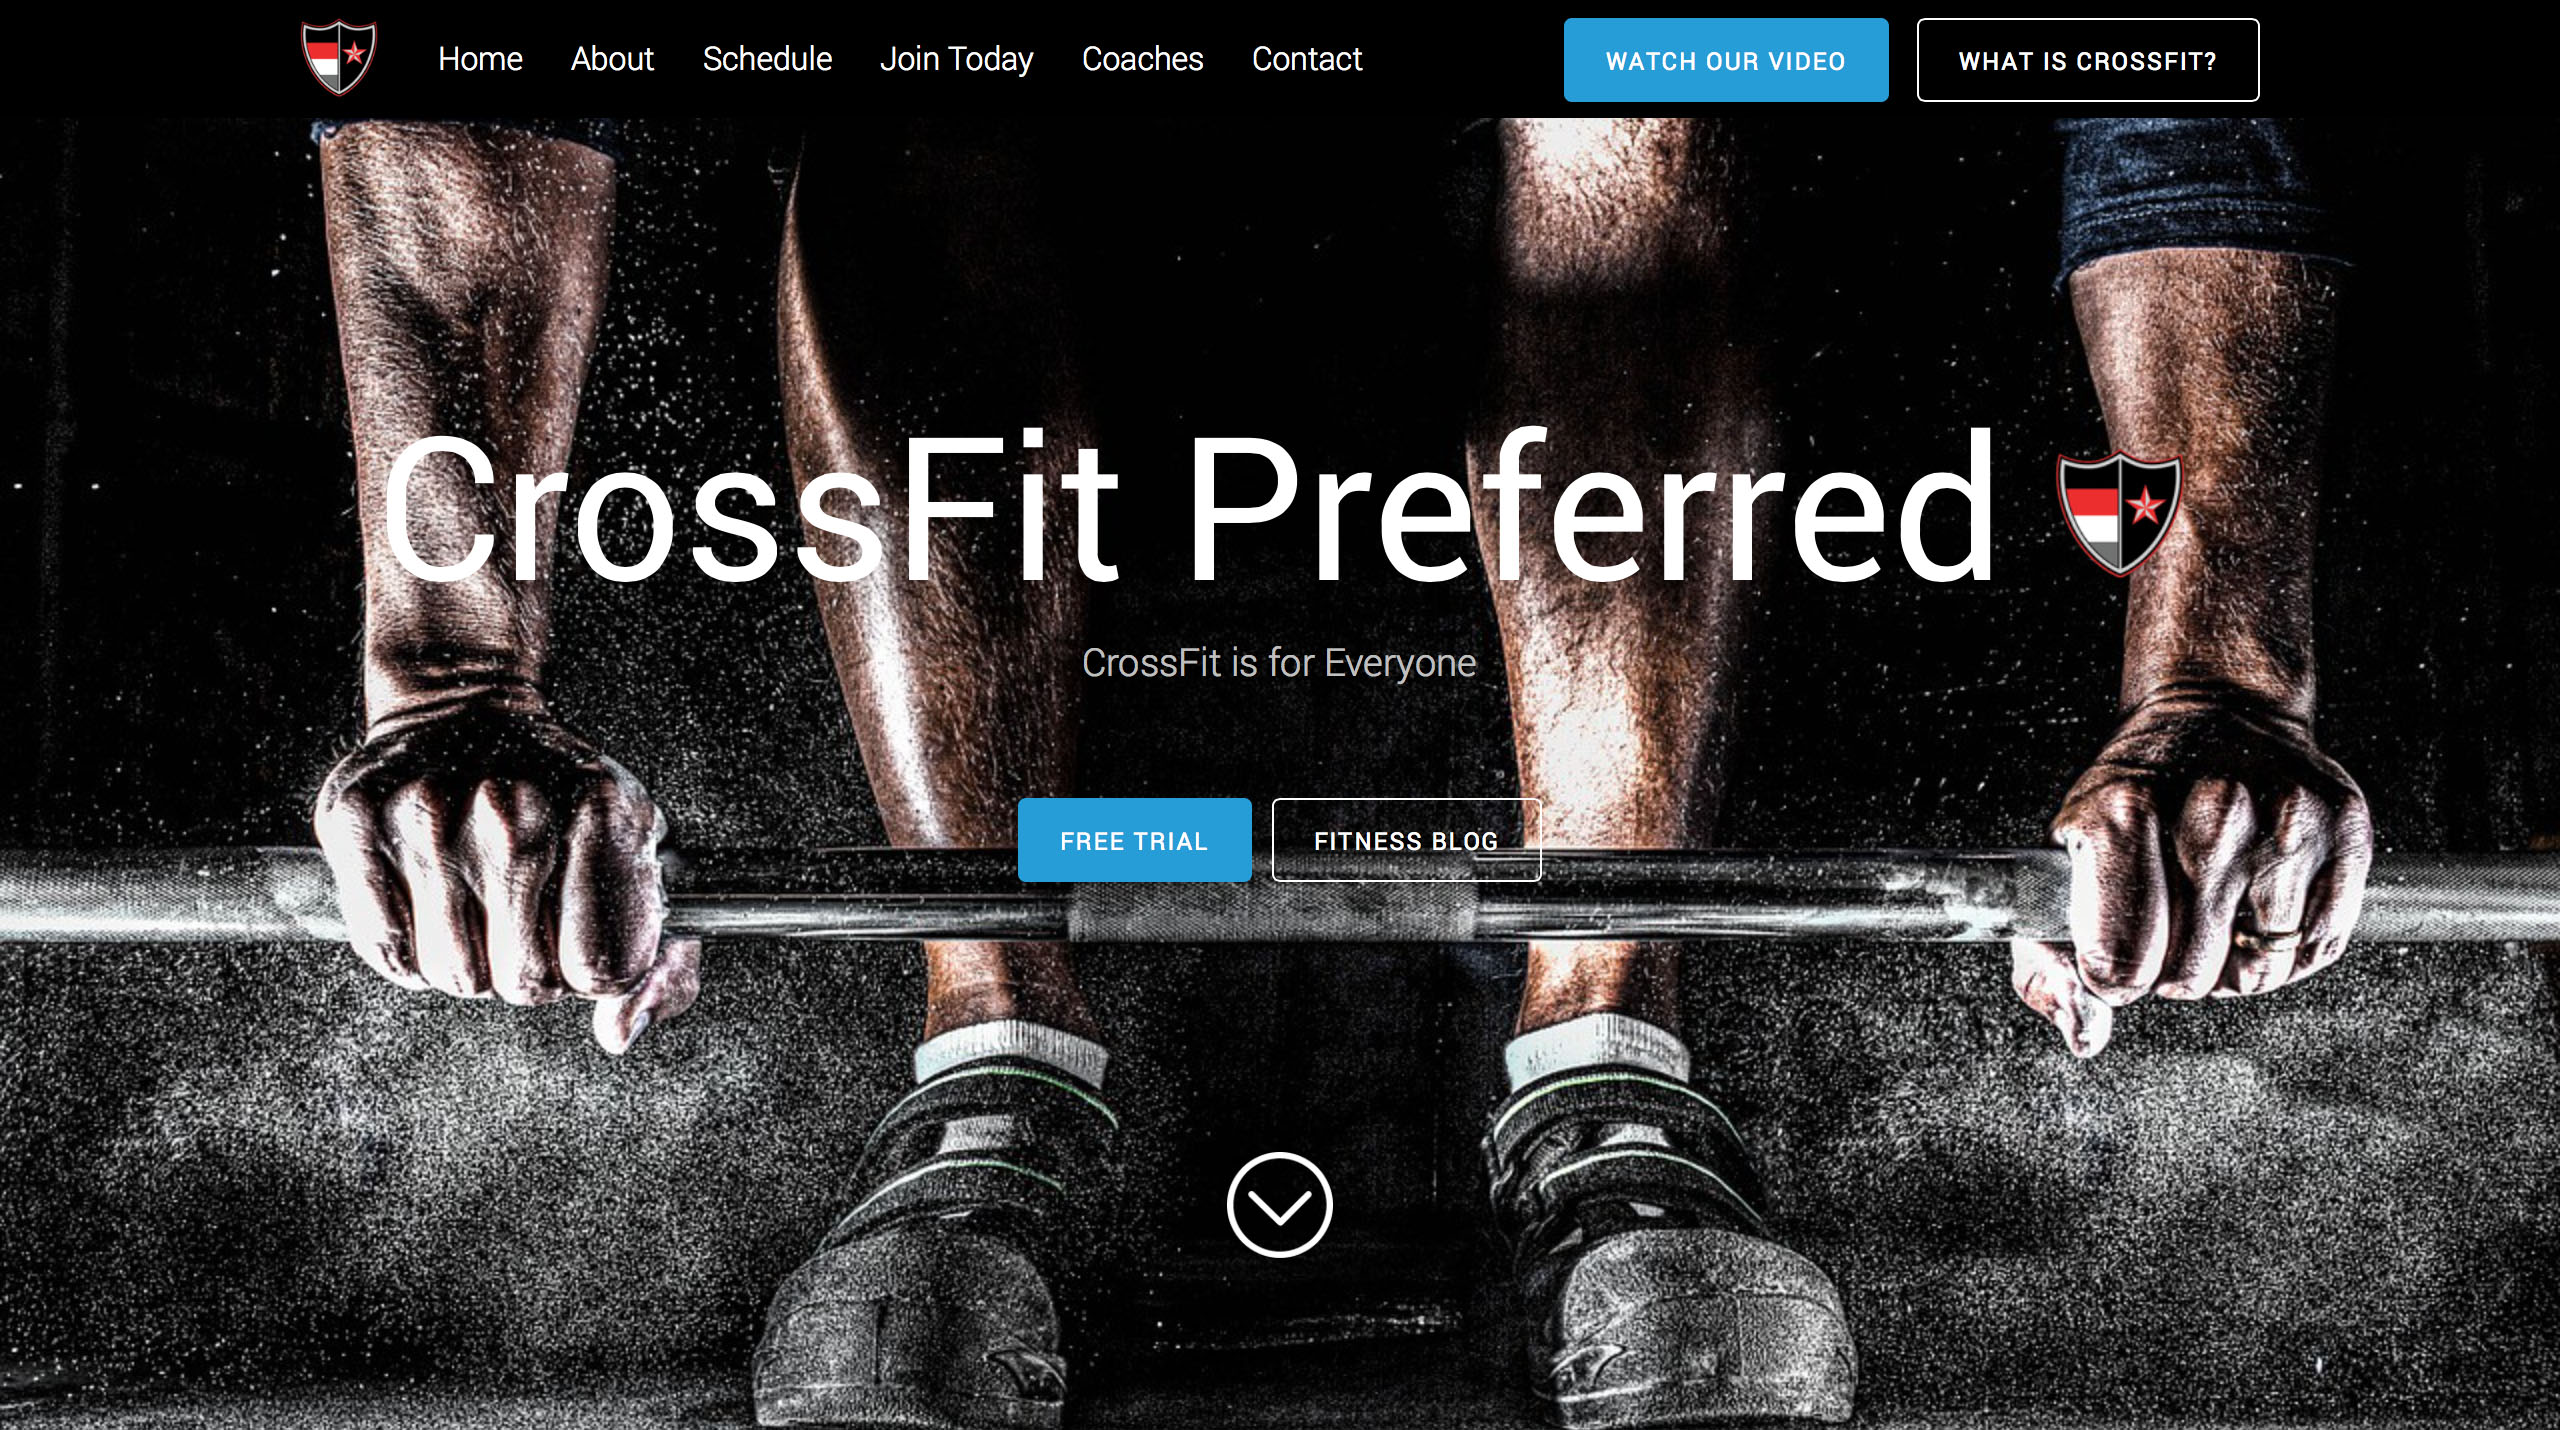 Home About Schedule Join Today Coaches Contact WATCH OUR VIDEO WHAT IS CROSSFIT?
CrossFit Preferred
CrossFit is for Everyone
FREE TRIAL FITNESS BLOG